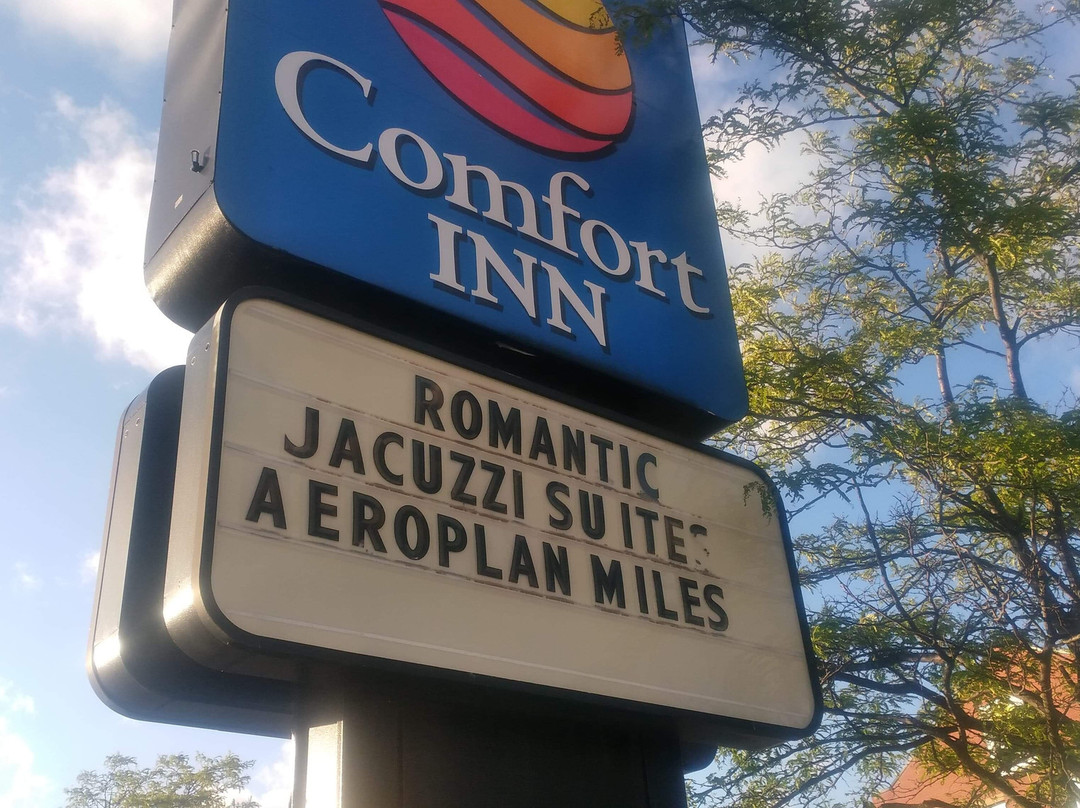 Comfort
INN
ROMANTIC
JACUZZI SUITES
AEROPLAN MILES